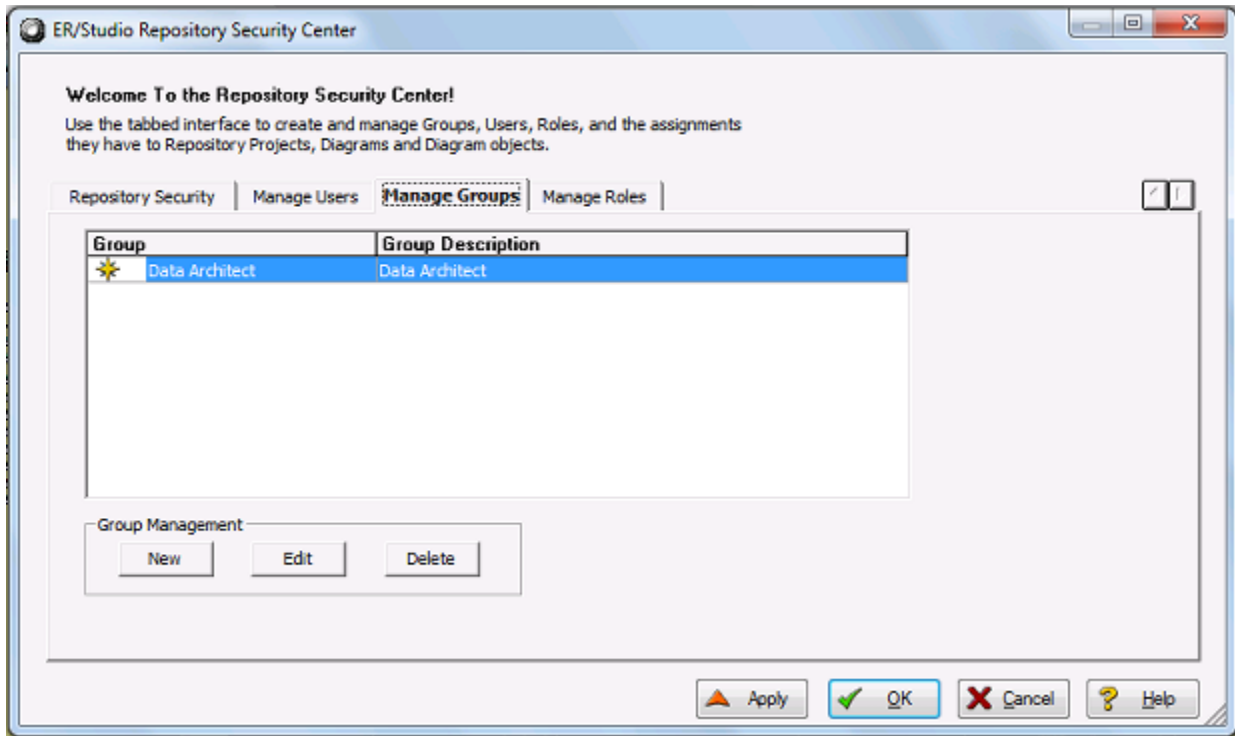 ER/Studio Repository Security Center
Welcome To the Repository Security Center!
Use the tabbed interface to create and manage Groups, Users, Roles, and the assignments
they have to Repository Projects, Diagrams and Diagram objects.
Repository Security Manage Users Manage Groups Manage Roles
Group Group Description
Data Architect Data Architect
Group Management
New Edit Delete
Apply OK Cancel Help